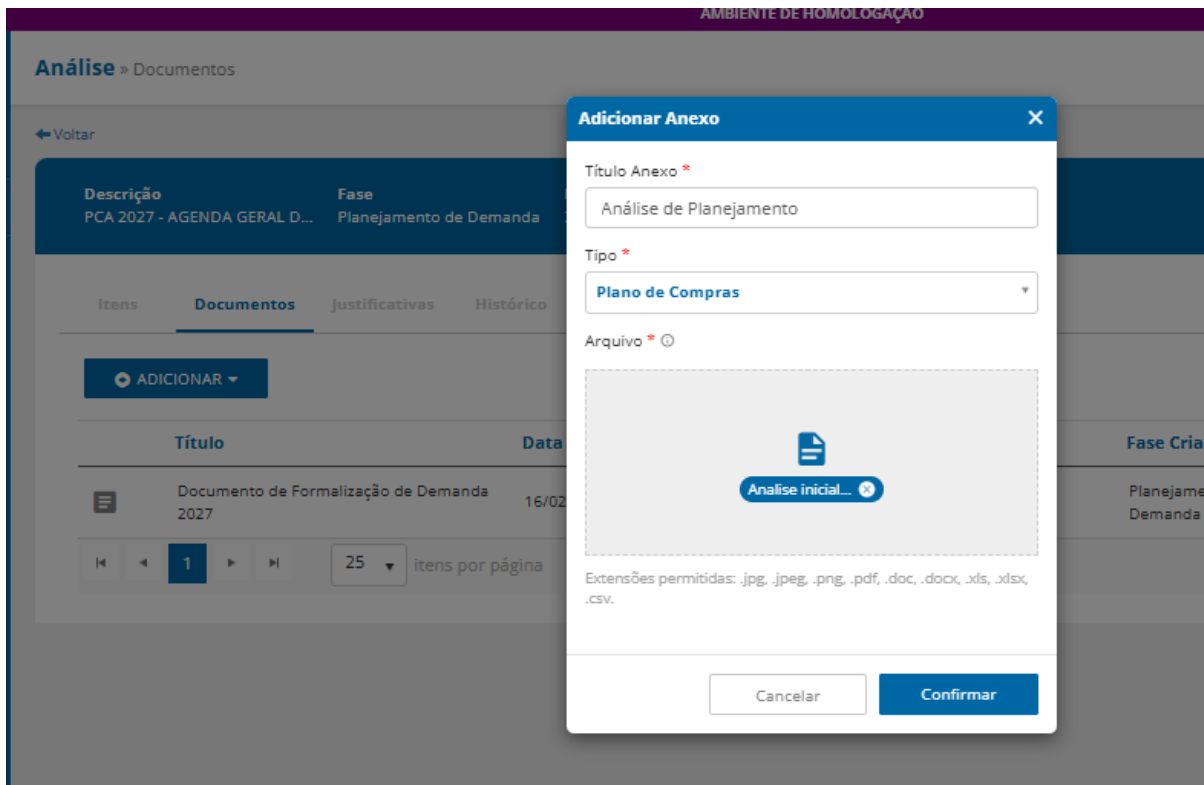 AMBIENTE DE HOMOLOGAÇÃO
Análise » Documentos
Voltar
Descrição
PCA 2027 - AGENDA GERAL D...
Fase
Planejamento de Demanda
Itens Documentos Justificativas Histórico
ADICIONAR
Título Data Fase Cria
Documento de Formalização de Demanda
2027
16/02
Planejame
Demanda
1 25 itens por página
Adicionar Anexo
Título Anexo *
Análise de Planejamento
Tipo *
Plano de Compras
Arquivo *
Analise inicial...
Extensões permitidas: .jpg, .jpeg, .png, .pdf, .doc, .docx, .xls, .xlsx,
.csv.
Cancelar Confirmar